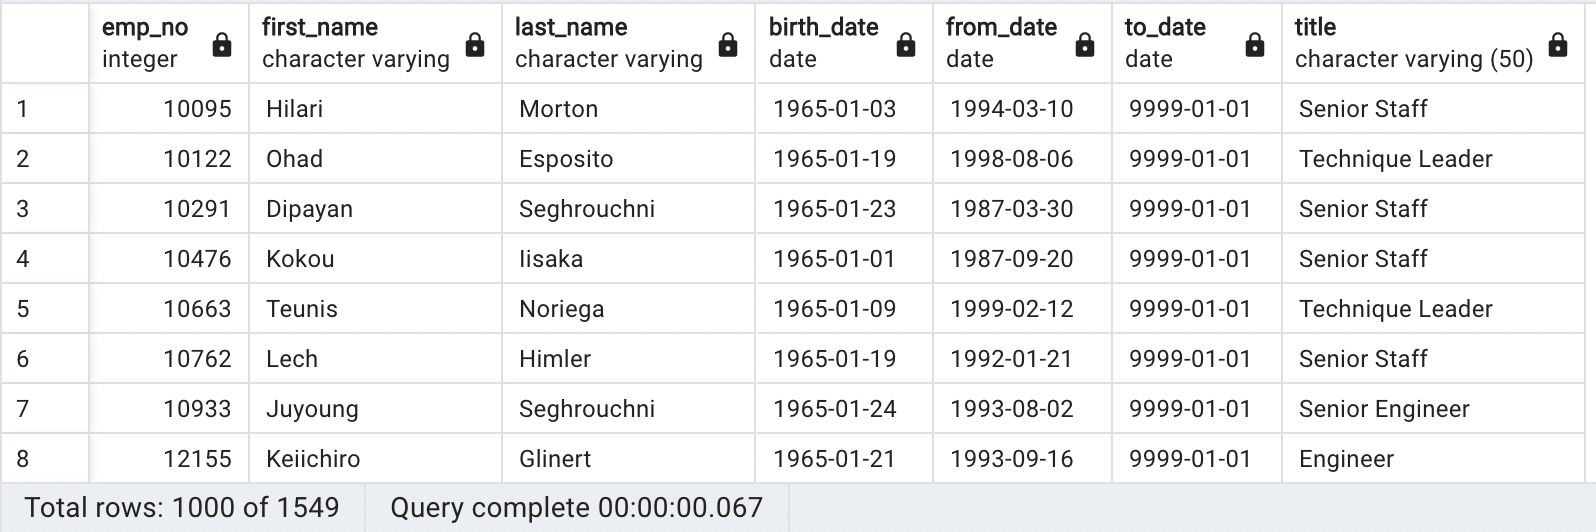 emp_no first_name last_name birth_date from_date to_date title
integer character varying character varying date date date character varying (50)
1 10095 Hilari Morton 1965-01-03 1994-03-10 9999-01-01 Senior Staff
2 10122 Ohad Esposito 1965-01-19 1998-08-06 9999-01-01 Technique Leader
3 10291 Dipayan Seghrouchni 1965-01-23 1987-03-30 9999-01-01 Senior Staff
4 10476 Kokou Iisaka 1965-01-01 1987-09-20 9999-01-01 Senior Staff
5 10663 Teunis Noriega 1965-01-09 1999-02-12 9999-01-01 Technique Leader
6 10762 Lech Himler 1965-01-19 1992-01-21 9999-01-01 Senior Staff
7 10933 Juyoung Seghrouchni 1965-01-24 1993-08-02 9999-01-01 Senior Engineer
8 12155 Keiichiro Glinert 1965-01-21 1993-09-16 9999-01-01 Engineer
Total rows: 1000 of 1549 Query complete 00:00:00.067